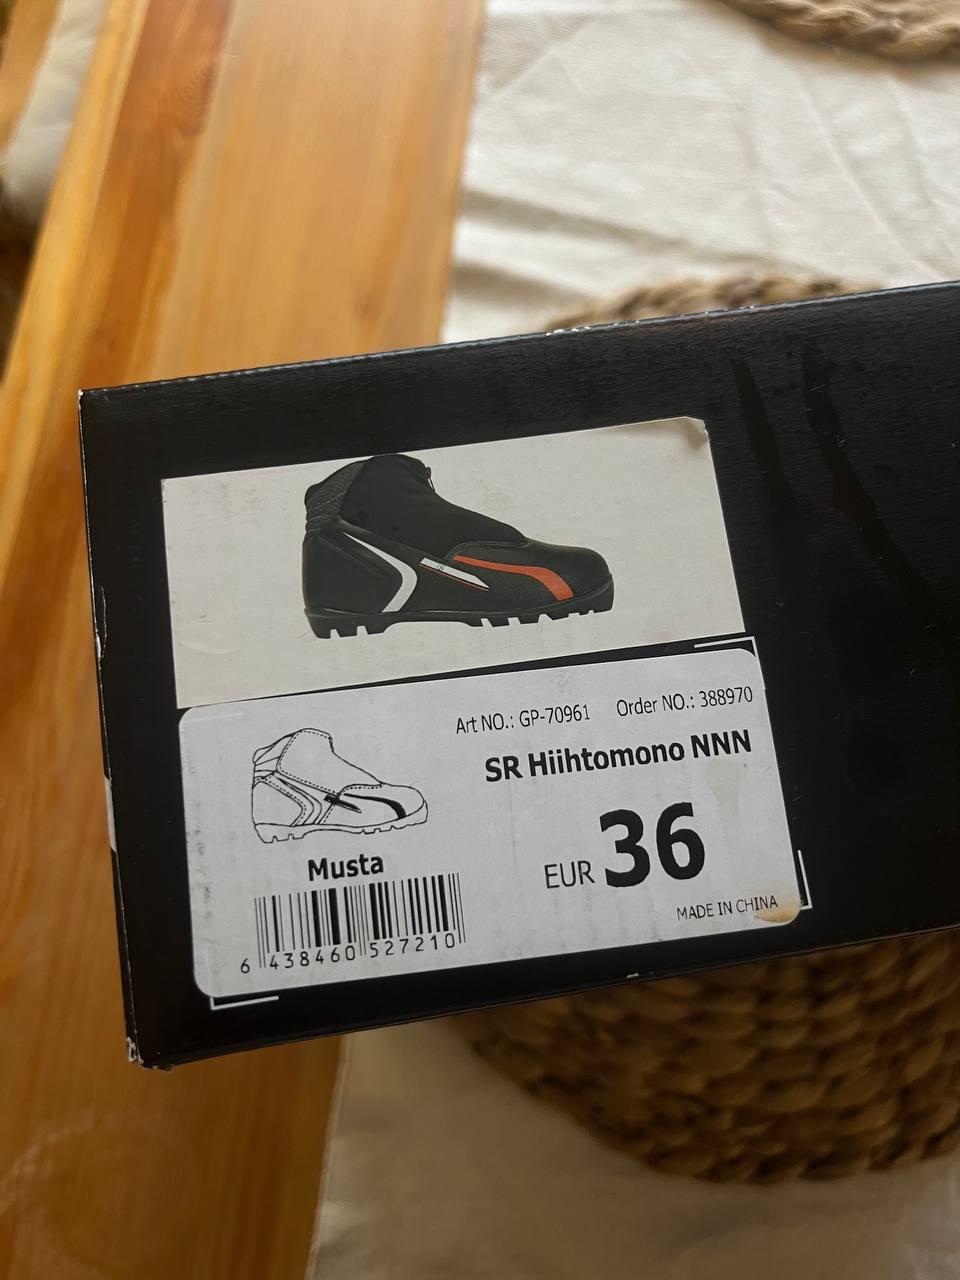 Art NO.: GP-70961 Order NO.: 388970
SR Hiihtomono NNN
EUR 36
Musta
MADE IN CHINA
6 438460 527210